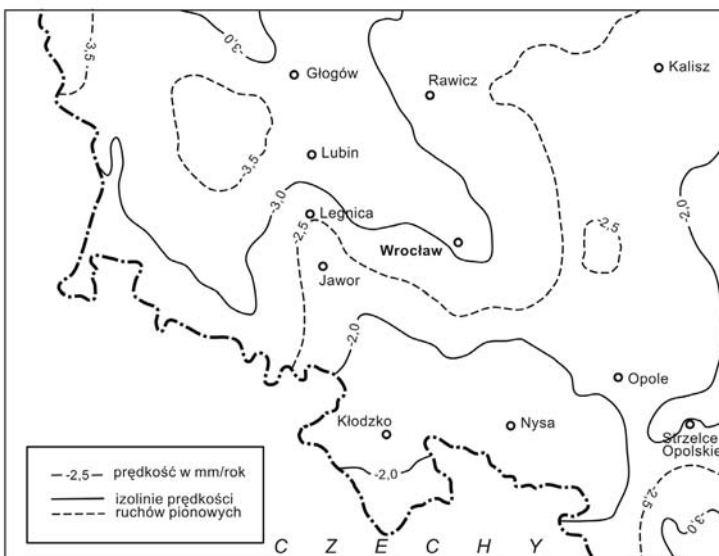 -3,5
-3,0
Głogów
Rawicz
Kalisz
-3,5
Lubin
-3,0
Legnica
-2,5
Wrocław
Jawor
-2,5
-2,0
-2,0
Opole
Kłodzko
Nysa
Strzelce
Opolskie
-2,0
-2,5
-3,0
-2,5 prędkość w mm/rok
izolinie prędkości
ruchów pionowych
C Z E C H Y